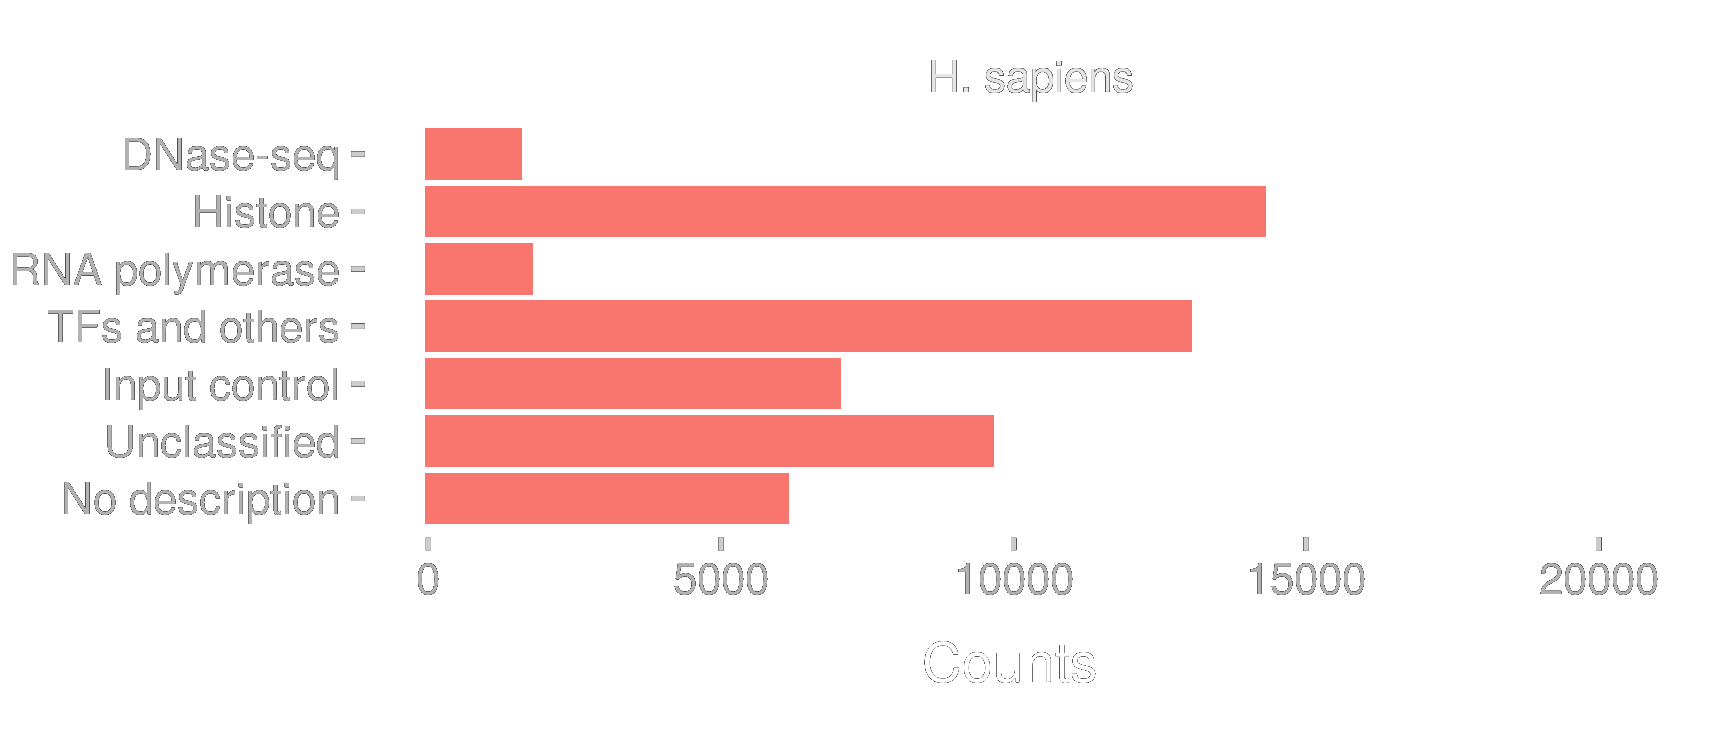 H. sapiens
DNase-seq
Histone
RNA polymerase
TFs and others
Input control
Unclassified
No description
0 5000 10000 15000 20000
Counts